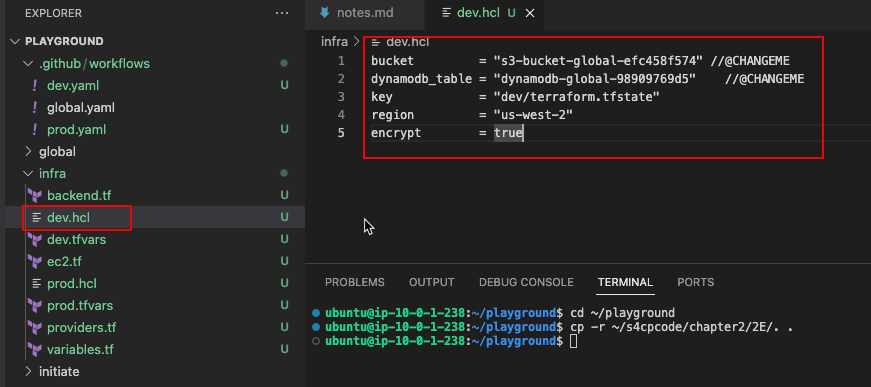 EXPLORER
PLAYGROUND
.github/workflows
! dev.yaml U
! global.yaml
! prod.yaml U
global
infra
backend.tf U
dev.hcl U
dev.tfvars U
ec2.tf U
prod.hcl U
prod.tfvars U
providers.tf U
variables.tf U
initiate
notes.md
dev.hcl U
infra > dev.hcl
1 bucket = "s3-bucket-global-efc458f574" //@CHANGEME
2 dynamodb_table = "dynamodb-global-98909769d5" //@CHANGEME
3 key = "dev/terraform.tfstate"
4 region = "us-west-2"
5 encrypt = true
PROBLEMS OUTPUT DEBUG CONSOLE TERMINAL PORTS
ubuntu@ip-10-0-1-238:~/playground$ cd ~/playground
ubuntu@ip-10-0-1-238:~/playground$ cp -r ~/s4cpcode/chapter2/2E/. .
ubuntu@ip-10-0-1-238:~/playground$